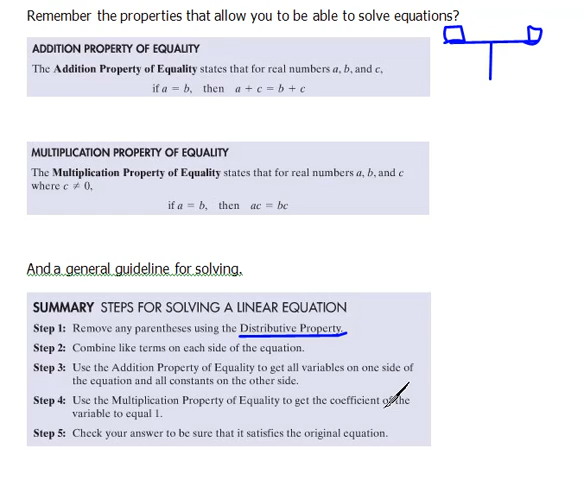 Remember the properties that allow you to be able to solve equations?
ADDITION PROPERTY OF EQUALITY
The Addition Property of Equality states that for real numbers a, b, and c,
if a = b, then a + c = b + c
MULTIPLICATION PROPERTY OF EQUALITY
The Multiplication Property of Equality states that for real numbers a, b, and c
where c ≠ 0,
if a = b, then ac = bc
And a general guideline for solving.
SUMMARY STEPS FOR SOLVING A LINEAR EQUATION
Step 1: Remove any parentheses using the Distributive Property.
Step 2: Combine like terms on each side of the equation.
Step 3: Use the Addition Property of Equality to get all variables on one side of
the equation and all constants on the other side.
Step 4: Use the Multiplication Property of Equality to get the coefficient of the
variable to equal 1.
Step 5: Check your answer to be sure that it satisfies the original equation.